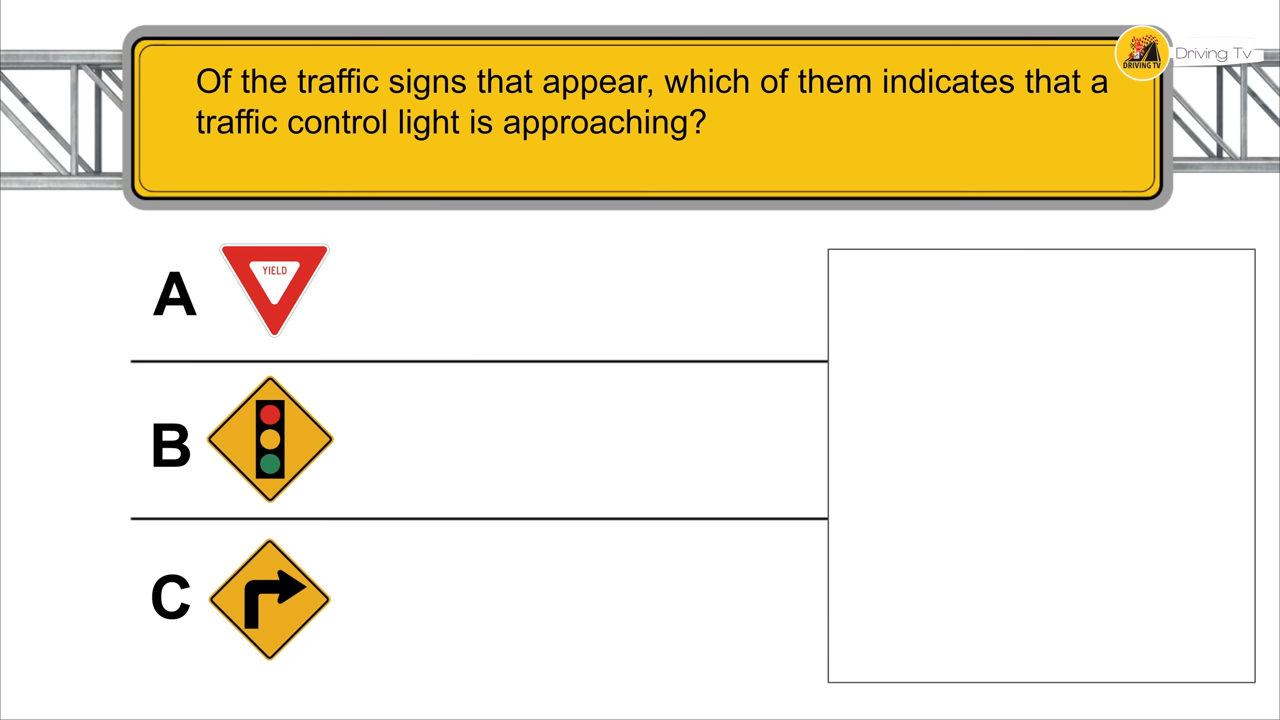 Of the traffic signs that appear, which of them indicates that a
traffic control light is approaching?
DRIVING TV
Driving Tv
A
YIELD
B
C